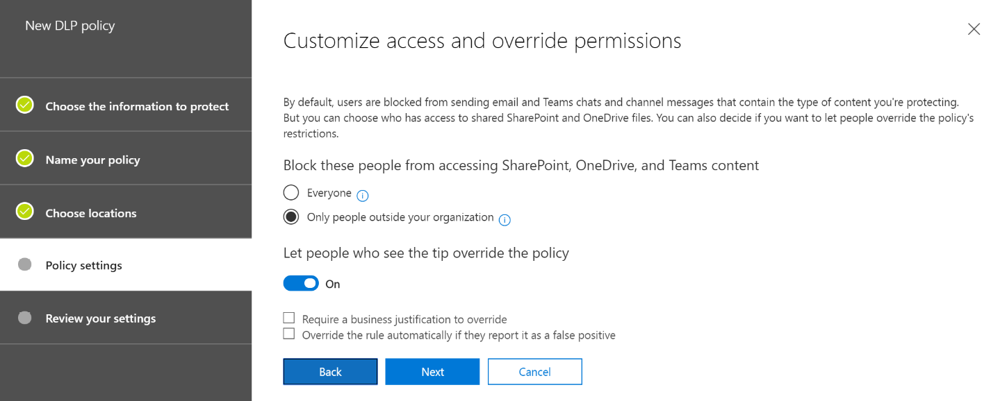 New DLP policy
Choose the information to protect
Name your policy
Choose locations
Policy settings
Review your settings
Customize access and override permissions
By default, users are blocked from sending email and Teams chats and channel messages that contain the type of content you're protecting.
But you can choose who has access to shared SharePoint and OneDrive files. You can also decide if you want to let people override the policy's
restrictions.
Block these people from accessing SharePoint, OneDrive, and Teams content
Everyone
Only people outside your organization
Let people who see the tip override the policy
On
Require a business justification to override
Override the rule automatically if they report it as a false positive
Back Next Cancel